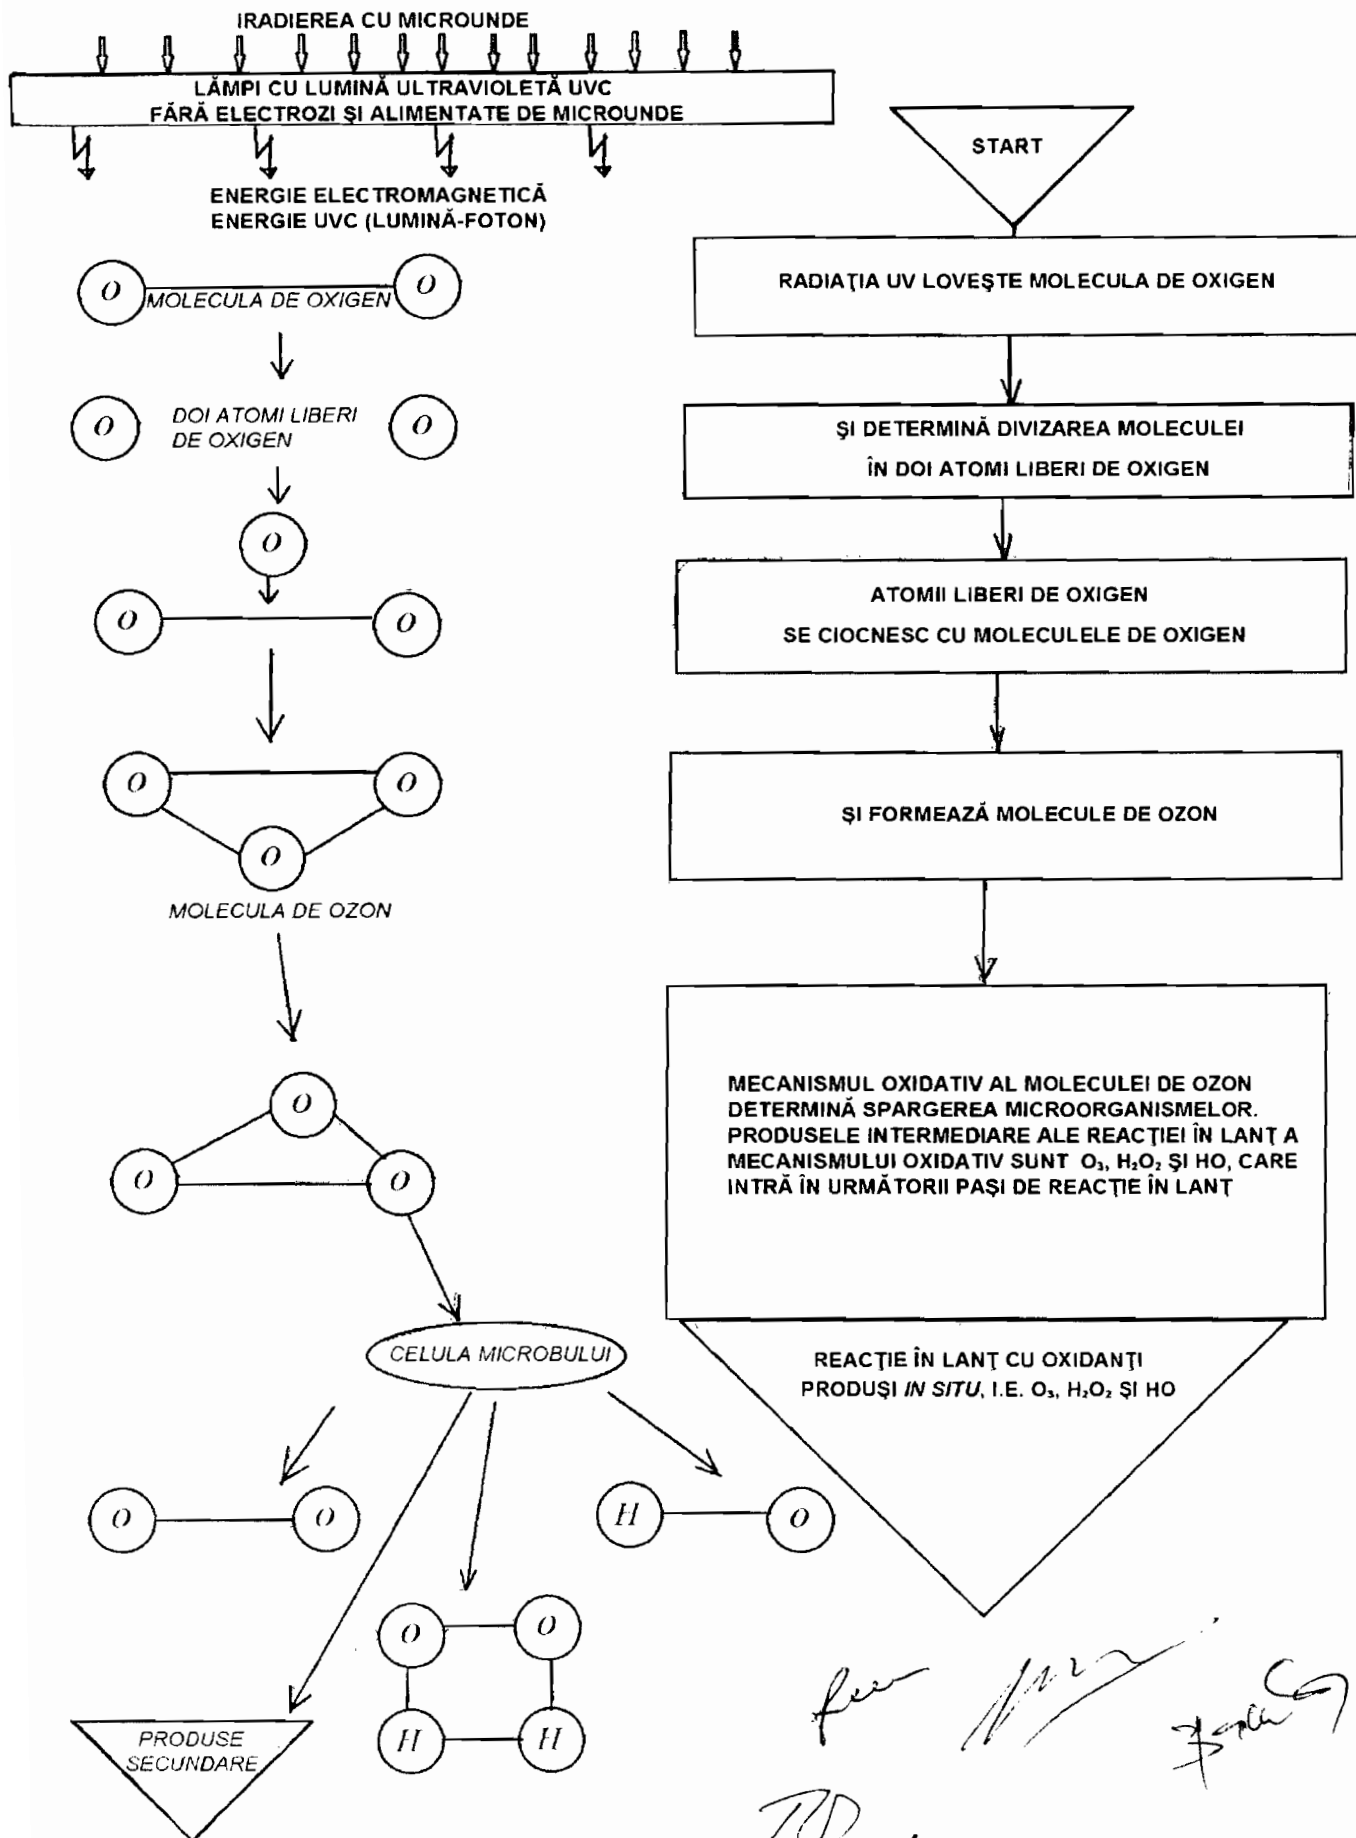 IRADIEREA CU MICROUNDE
LĂMPI CU LUMINĂ ULTRAVIOLETĂ UVC
FĂRĂ ELECTROZI ŞI ALIMENTATE DE MICROUNDE
ENERGIE ELECTROMAGNETICĂ
ENERGIE UVC (LUMINĂ-FOTON)
O O
MOLECULA DE OXIGEN
O O
DOI ATOMI LIBERI
DE OXIGEN
O
O O
O O
O
MOLECULA DE OZON
O
O O
CELULA MICROBULUI
O O
H O
O O
H H
PRODUSE
SECUNDARE
START
RADIAŢIA UV LOVEŞTE MOLECULA DE OXIGEN
ŞI DETERMINĂ DIVIZAREA MOLECULEI
ÎN DOI ATOMI LIBERI DE OXIGEN
ATOMII LIBERI DE OXIGEN
SE CIOCNESC CU MOLECULELE DE OXIGEN
ŞI FORMEAZĂ MOLECULE DE OZON
MECANISMUL OXIDATIV AL MOLECULEI DE OZON
DETERMINĂ SPARGEREA MICROORGANISMELOR.
PRODUSELE INTERMEDIARE ALE REACŢIEI ÎN LANŢ A
MECANISMULUI OXIDATIV SUNT O₃, H₂O₂ ŞI HO, CARE
INTRĂ ÎN URMĂTORII PAŞI DE REACŢIE ÎN LANŢ
REACŢIE ÎN LANŢ CU OXIDANŢI
PRODUŞI IN SITU, I.E. O₃, H₂O₂ ŞI HO